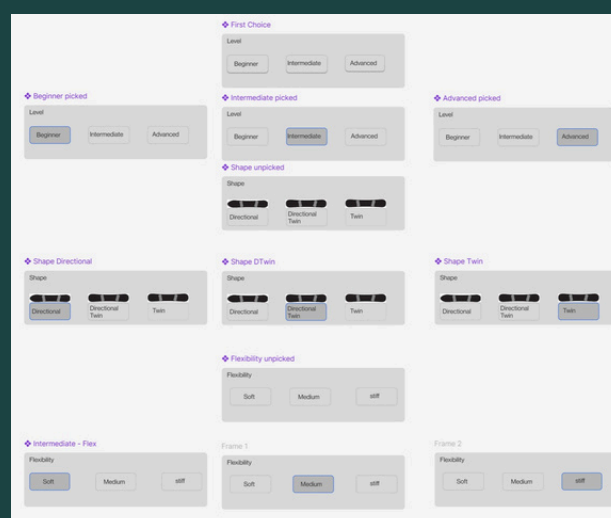 First Choice
Level
Beginner Intermediate Advanced
Beginner picked
Level
Beginner Intermediate Advanced
Intermediate picked
Level
Beginner Intermediate Advanced
Advanced picked
Level
Beginner Intermediate Advanced
Shape unpicked
Shape
Directional Directional Twin Twin
Shape Directional
Shape
Directional Directional Twin Twin
Shape DTwin
Shape
Directional Directional Twin Twin
Shape Twin
Shape
Directional Directional Twin Twin
Flexibility unpicked
Flexibility
Soft Medium stiff
Intermediate - Flex
Flexibility
Soft Medium stiff
Frame 1
Flexibility
Soft Medium stiff
Frame 2
Flexibility
Soft Medium stiff